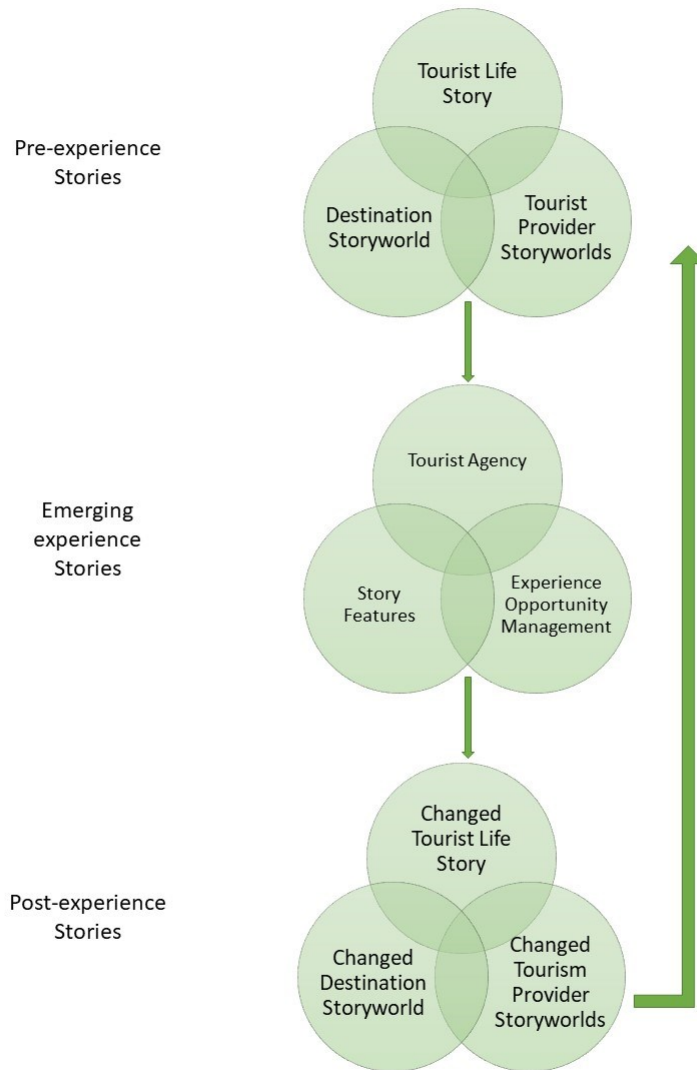 Tourist Life
Story
Pre-experience
Stories
Destination
Storyworld
Tourist
Provider
Storyworlds
Tourist Agency
Emerging
experience
Stories
Story
Features
Experience
Opportunity
Management
Changed
Tourist Life
Story
Post-experience
Stories
Changed
Destination
Storyworld
Changed
Tourism
Provider
Storyworlds